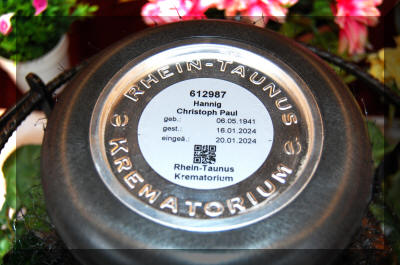 RHEIN-TAUNUS
612987
Hannig
Christoph Paul
geb.: 06.05.1941
gest.: 16.01.2024
eingeä.: 20.01.2024
Rhein-Taunus
Krematorium
e KREMATORIUM e